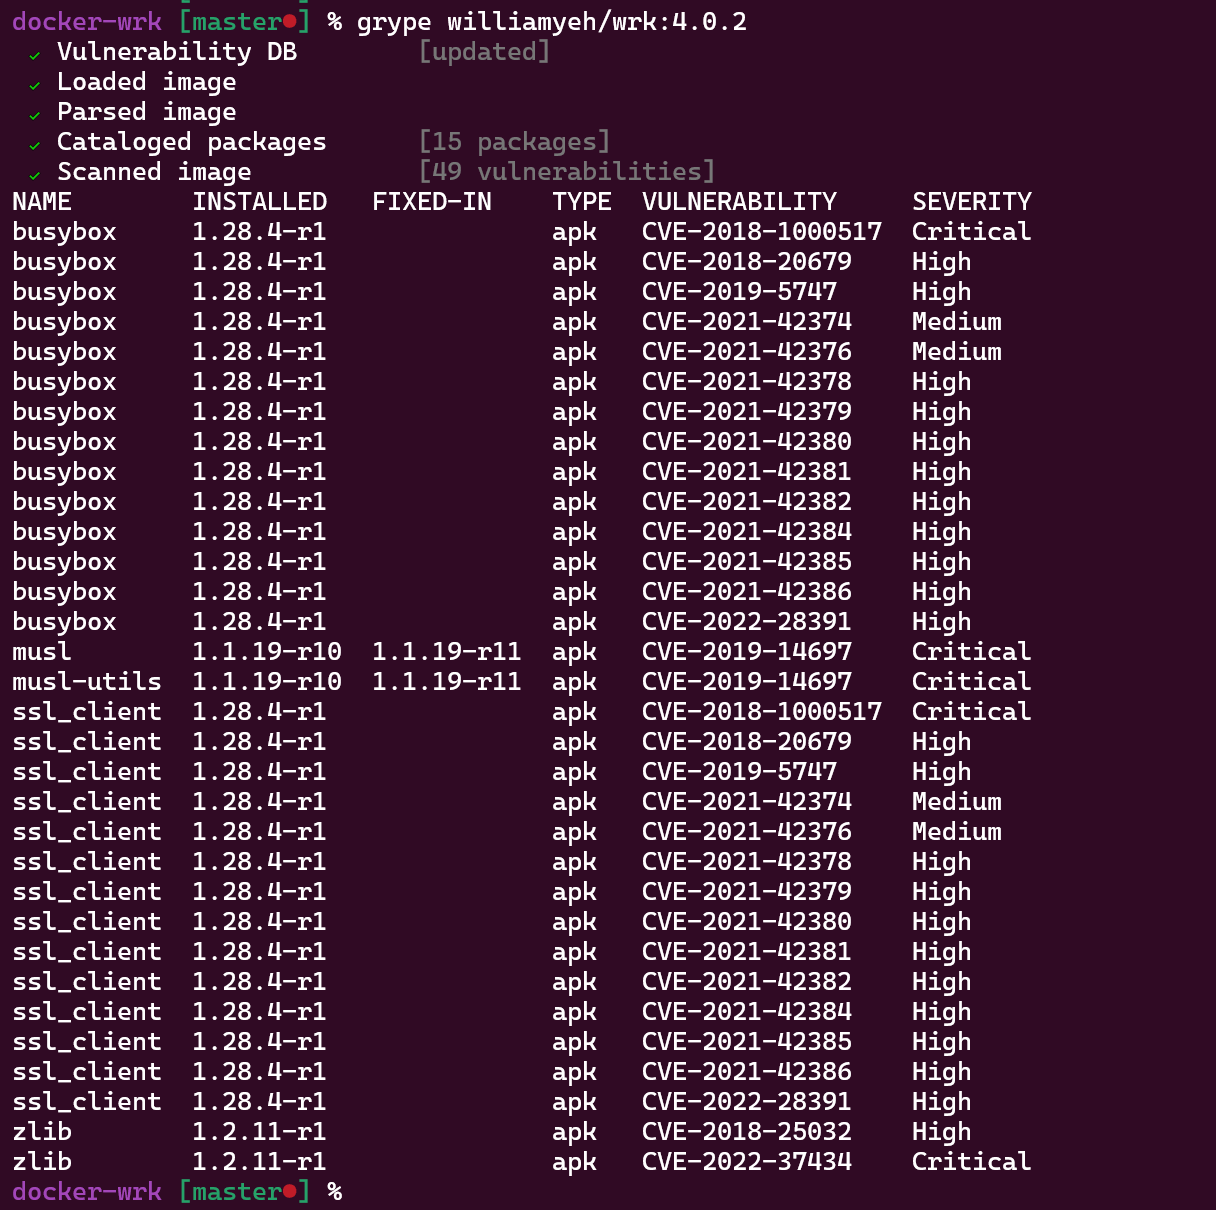 docker-wrk [master●] % grype williamyeh/wrk:4.0.2
✓ Vulnerability DB [updated]
✓ Loaded image
✓ Parsed image
✓ Cataloged packages [15 packages]
✓ Scanned image [49 vulnerabilities]
NAME INSTALLED FIXED-IN TYPE VULNERABILITY SEVERITY
busybox 1.28.4-r1 apk CVE-2018-1000517 Critical
busybox 1.28.4-r1 apk CVE-2018-20679 High
busybox 1.28.4-r1 apk CVE-2019-5747 High
busybox 1.28.4-r1 apk CVE-2021-42374 Medium
busybox 1.28.4-r1 apk CVE-2021-42376 Medium
busybox 1.28.4-r1 apk CVE-2021-42378 High
busybox 1.28.4-r1 apk CVE-2021-42379 High
busybox 1.28.4-r1 apk CVE-2021-42380 High
busybox 1.28.4-r1 apk CVE-2021-42381 High
busybox 1.28.4-r1 apk CVE-2021-42382 High
busybox 1.28.4-r1 apk CVE-2021-42384 High
busybox 1.28.4-r1 apk CVE-2021-42385 High
busybox 1.28.4-r1 apk CVE-2021-42386 High
busybox 1.28.4-r1 apk CVE-2022-28391 High
musl 1.1.19-r10 1.1.19-r11 apk CVE-2019-14697 Critical
musl-utils 1.1.19-r10 1.1.19-r11 apk CVE-2019-14697 Critical
ssl_client 1.28.4-r1 apk CVE-2018-1000517 Critical
ssl_client 1.28.4-r1 apk CVE-2018-20679 High
ssl_client 1.28.4-r1 apk CVE-2019-5747 High
ssl_client 1.28.4-r1 apk CVE-2021-42374 Medium
ssl_client 1.28.4-r1 apk CVE-2021-42376 Medium
ssl_client 1.28.4-r1 apk CVE-2021-42378 High
ssl_client 1.28.4-r1 apk CVE-2021-42379 High
ssl_client 1.28.4-r1 apk CVE-2021-42380 High
ssl_client 1.28.4-r1 apk CVE-2021-42381 High
ssl_client 1.28.4-r1 apk CVE-2021-42382 High
ssl_client 1.28.4-r1 apk CVE-2021-42384 High
ssl_client 1.28.4-r1 apk CVE-2021-42385 High
ssl_client 1.28.4-r1 apk CVE-2021-42386 High
ssl_client 1.28.4-r1 apk CVE-2022-28391 High
zlib 1.2.11-r1 apk CVE-2018-25032 High
zlib 1.2.11-r1 apk CVE-2022-37434 Critical
docker-wrk [master●] %